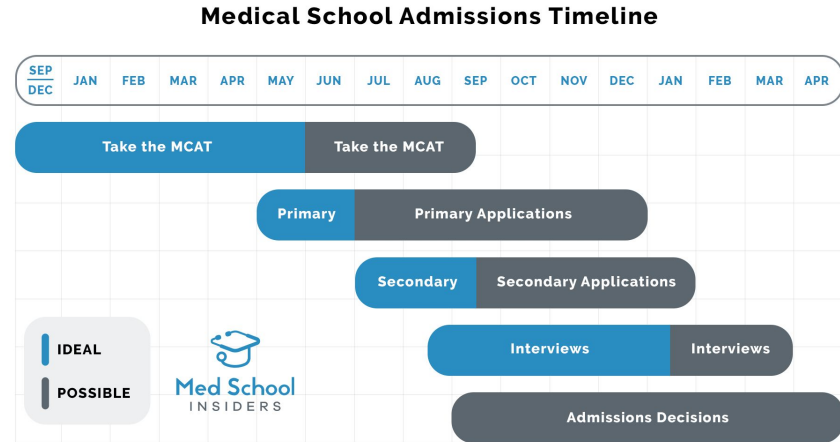 Medical School Admissions Timeline
SEP
DEC
JAN FEB MAR APR MAY JUN JUL AUG SEP OCT NOV DEC JAN FEB MAR APR
Take the MCAT Take the MCAT
Primary Primary Applications
Secondary Secondary Applications
Interviews Interviews
Admissions Decisions
IDEAL
POSSIBLE
Med School
INSIDERS